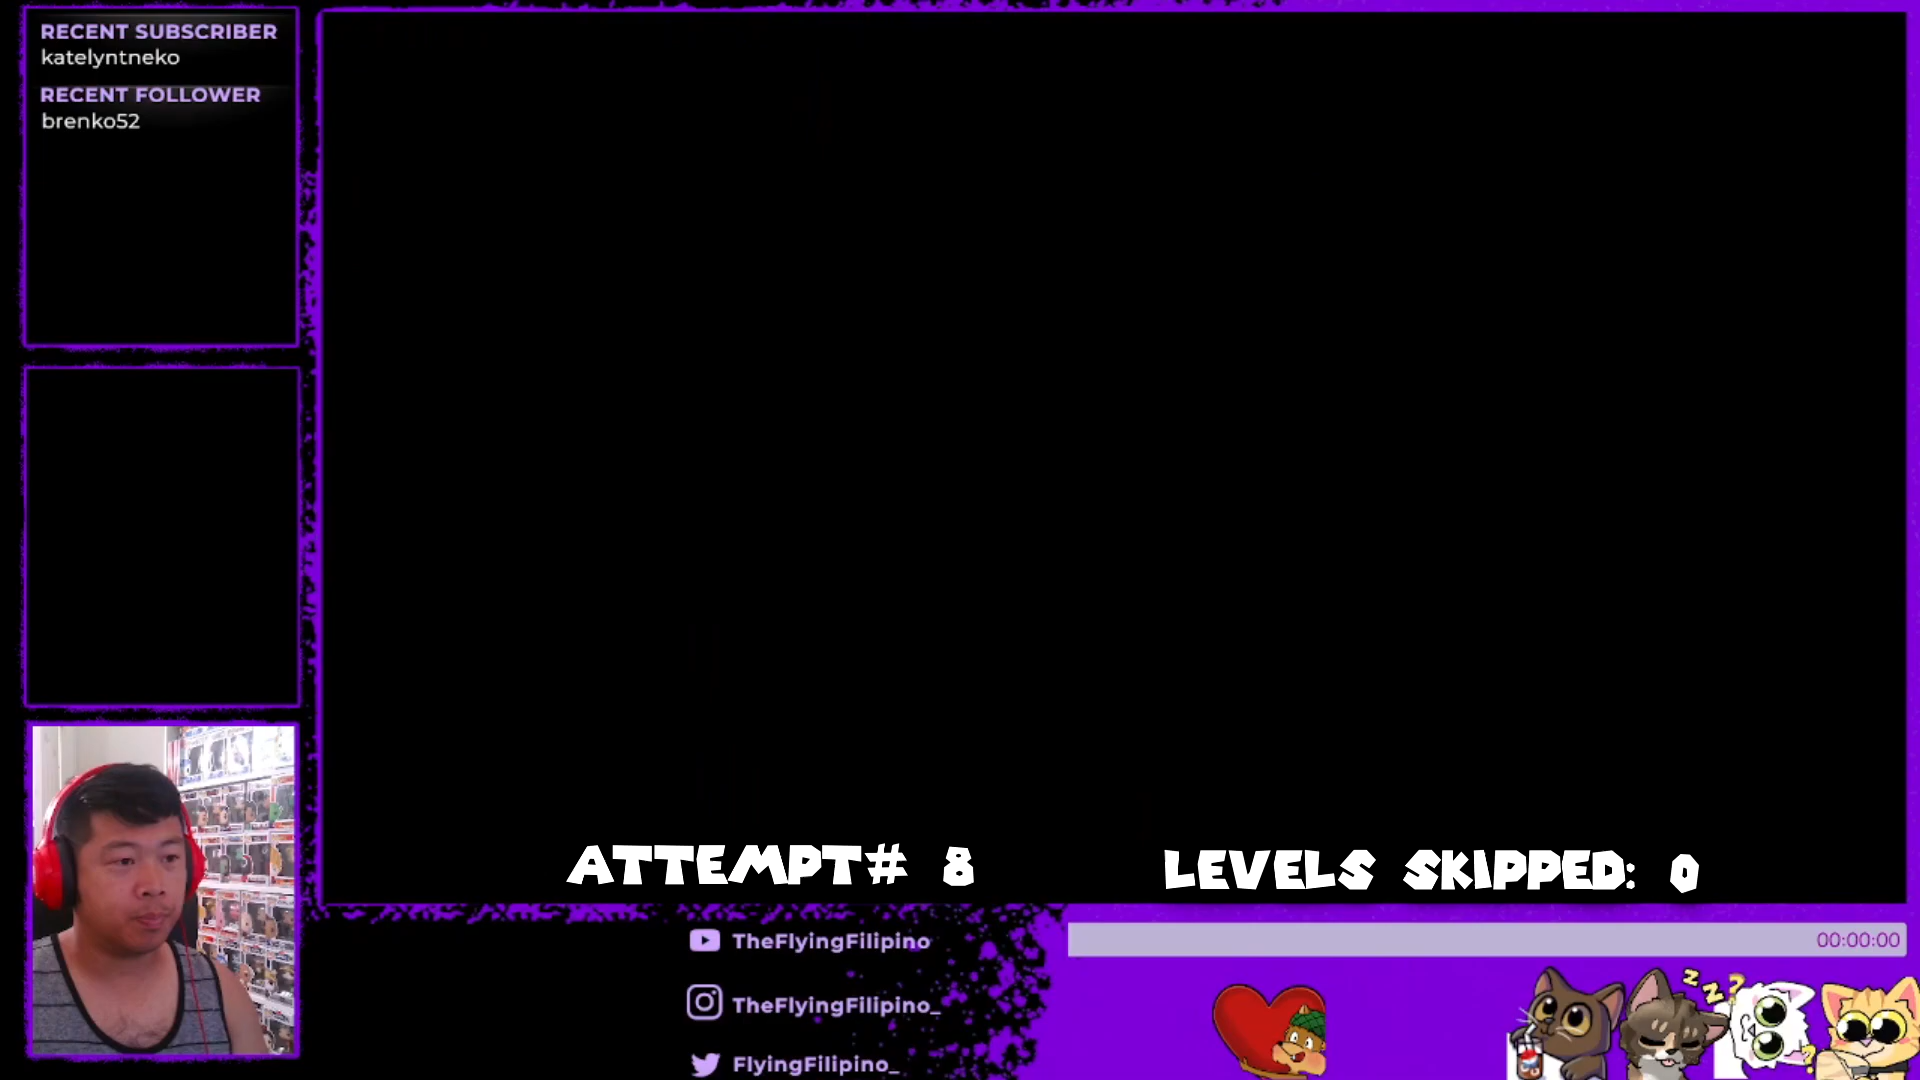 RECENT SUBSCRIBER
katelyntneko
RECENT FOLLOWER
brenko52
ATTEMPT# 8
LEVELS SKIPPED: 0
TheFlyingFilipino
00:00:00
TheFlyingFilipino_
FlyingFilipino_
z z ?
?